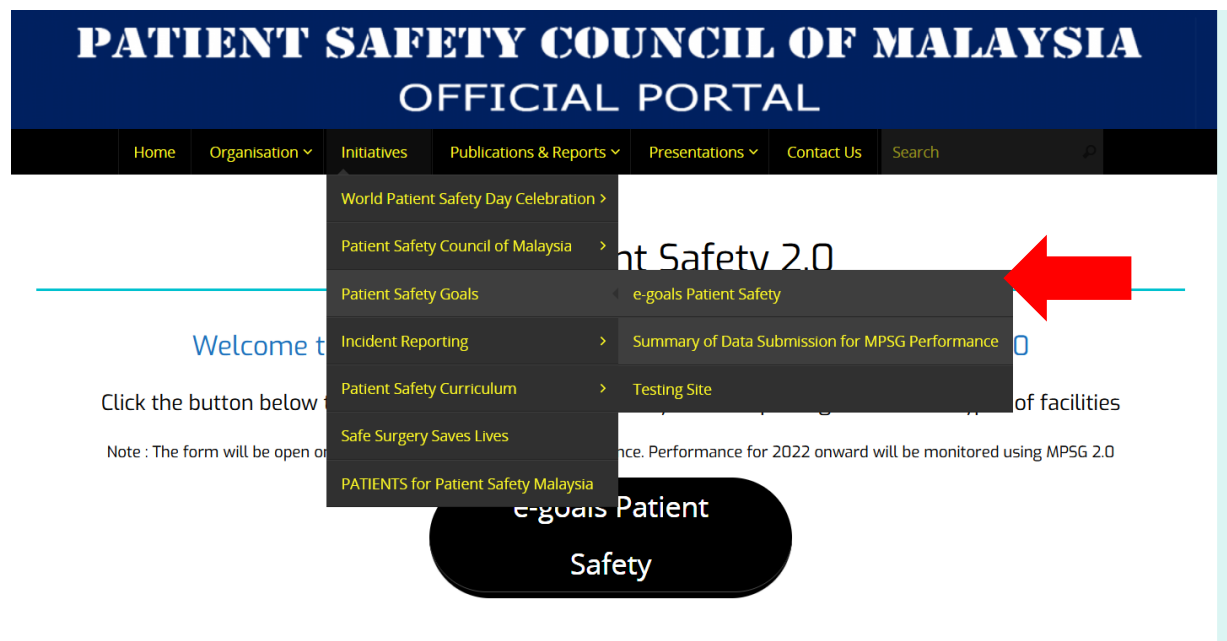 PATIENT SAFETY COUNCIL OF MALAYSIA
OFFICIAL PORTAL
Home Organisation Initiatives Publications & Reports Presentations Contact Us Search
World Patient Safety Day Celebration
Patient Safety Council of Malaysia
Patient Safety Goals
Incident Reporting
Patient Safety Curriculum
Safe Surgery Saves Lives
PATIENTS for Patient Safety Malaysia
e-goals Patient Safety
Summary of Data Submission for MPSG Performance
Testing Site
Safety 2.0
Welcome
Click the button below
of facilities
Note : The form will be open
Performance for 2022 onward will be monitored using MPSG 2.0
e-goals Patient
Safety